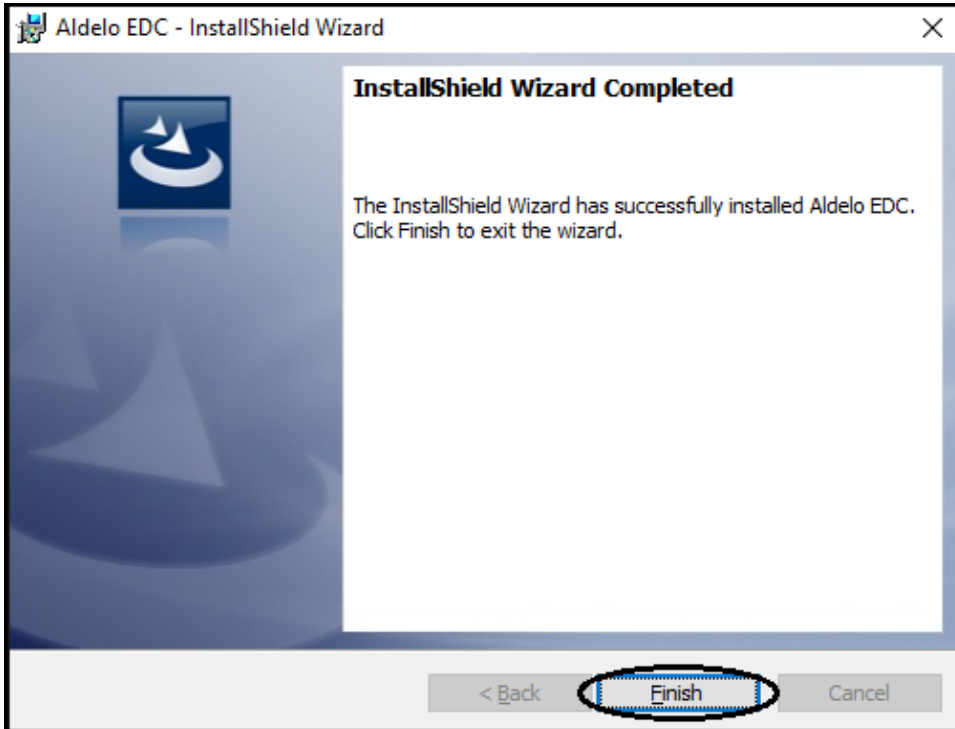 Aldelo EDC - InstallShield Wizard
InstallShield Wizard Completed
The InstallShield Wizard has successfully installed Aldelo EDC.
Click Finish to exit the wizard.
< Back Finish Cancel